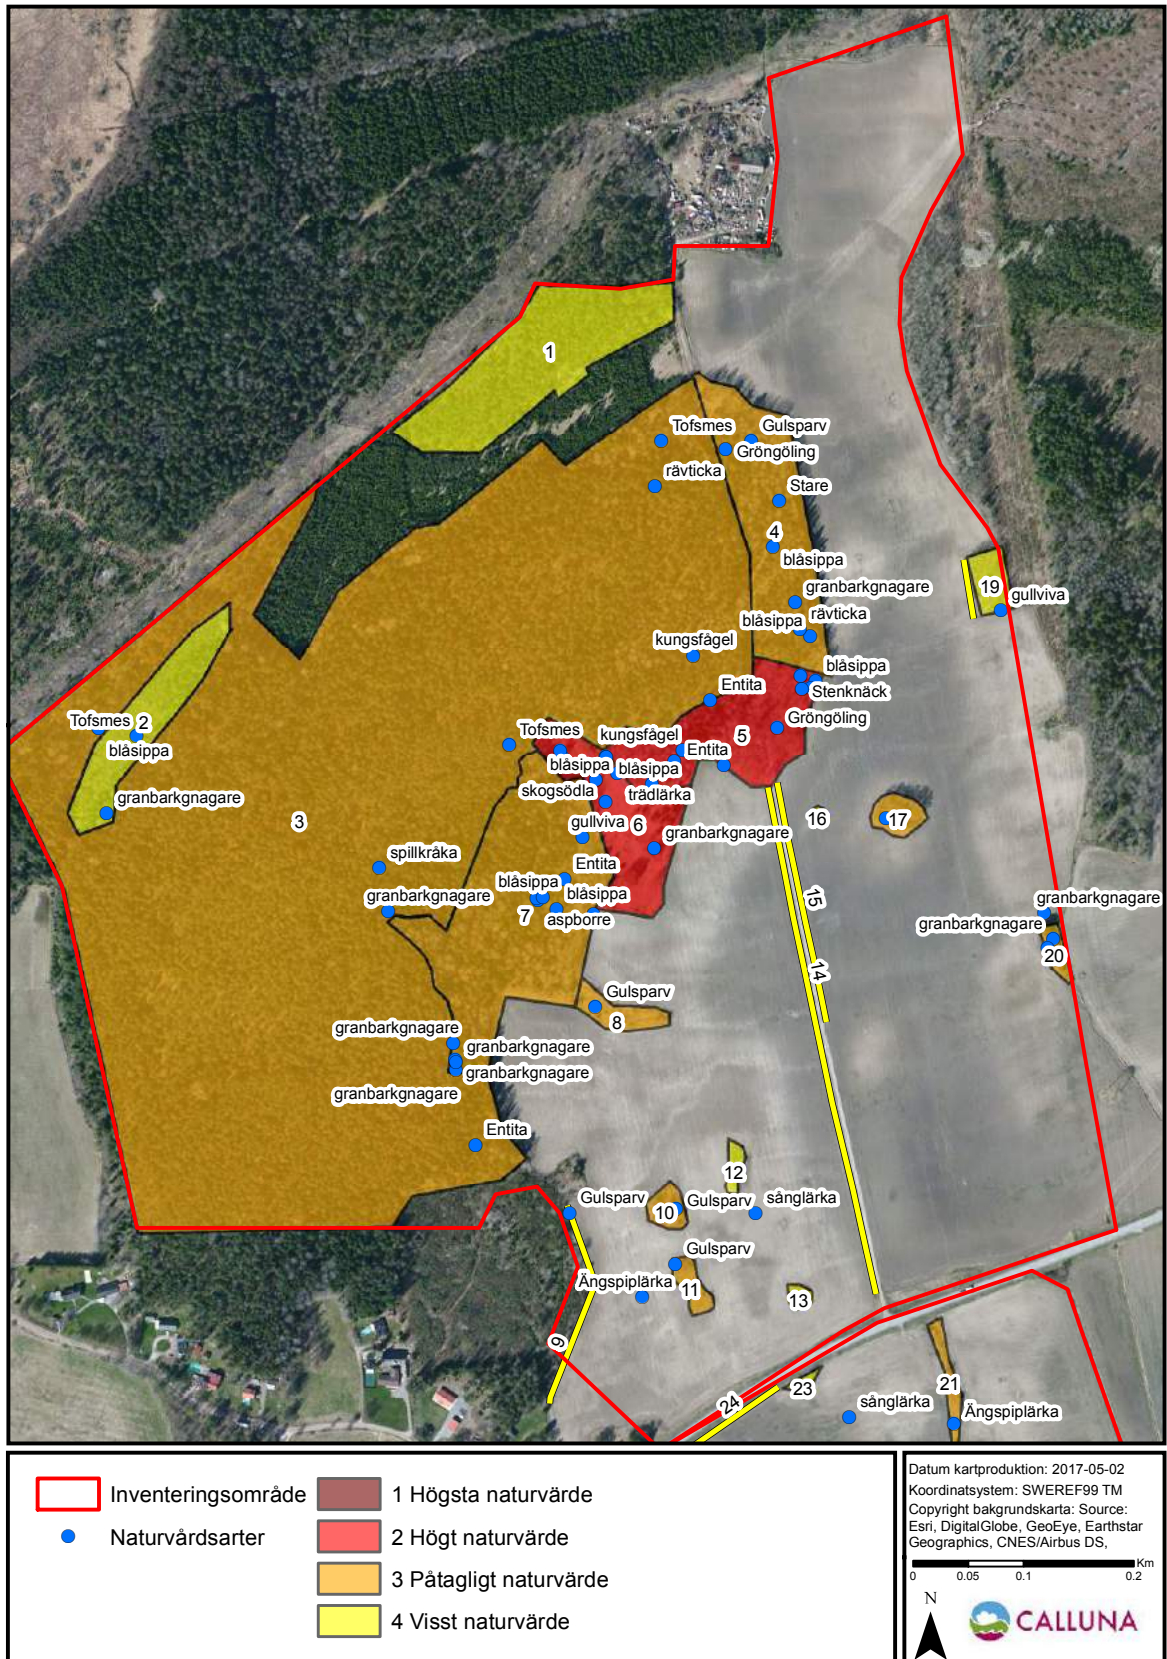 1
Tofsmes
Gulsparv
Gröngöling
rävticka
Stare
4
blåsippa
granbarkgnagare
rävticka
blåsippa
19
gullviva
kungsfågel
blåsippa
Entita
Stenknäck
Gröngöling
Tofsmes
2
blåsippa
Tofsmes
kungsfågel
5
Entita
blåsippa
blåsippa
skogsödla
trädlärka
granbarkgnagare
3
gullviva
6
granbarkgnagare
16
17
spillkråka
Entita
blåsippa
blåsippa
granbarkgnagare
7
aspborre
15
granbarkgnagare
granbarkgnagare
20
14
Gulsparv
8
granbarkgnagare
granbarkgnagare
granbarkgnagare
granbarkgnagare
Entita
12
Gulsparv
10
Gulsparv
sånglärka
Gulsparv
Ängspiplärka
11
13
9
23
24
21
sånglärka
Ängspiplärka
Inventeringsområde
Naturvårdsarter
1 Högsta naturvärde
2 Högt naturvärde
3 Påtagligt naturvärde
4 Visst naturvärde
Datum kartproduktion: 2017-05-02
Koordinatsystem: SWEREF99 TM
Copyright bakgrundskarta: Source:
Esri, DigitalGlobe, GeoEye, Earthstar
Geographics, CNES/Airbus DS,
Km
0 0.05 0.1 0.2
N
CALLUNA